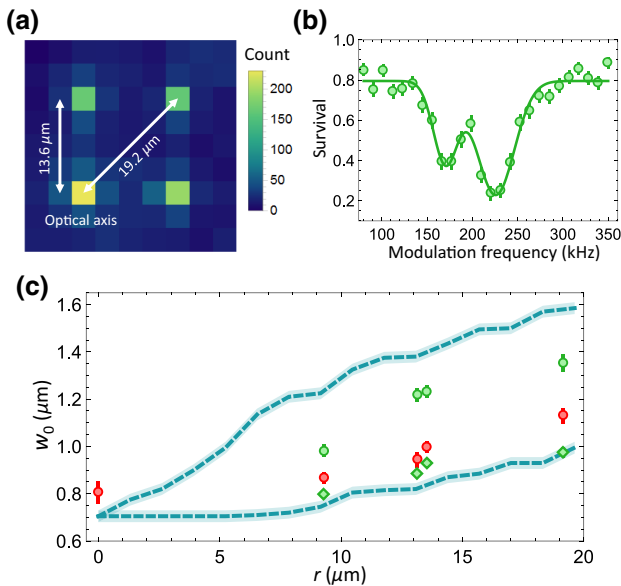 (a)
Count
200
150
100
50
0
13.6 μm
19.2 μm
Optical axis
(b)
Survival
1.0
0.8
0.6
0.4
0.2
100 150 200 250 300 350
Modulation frequency (kHz)
(c)
w₀ (μm)
1.6
1.4
1.2
1.0
0.8
0.6
0 5 10 15 20
r (μm)